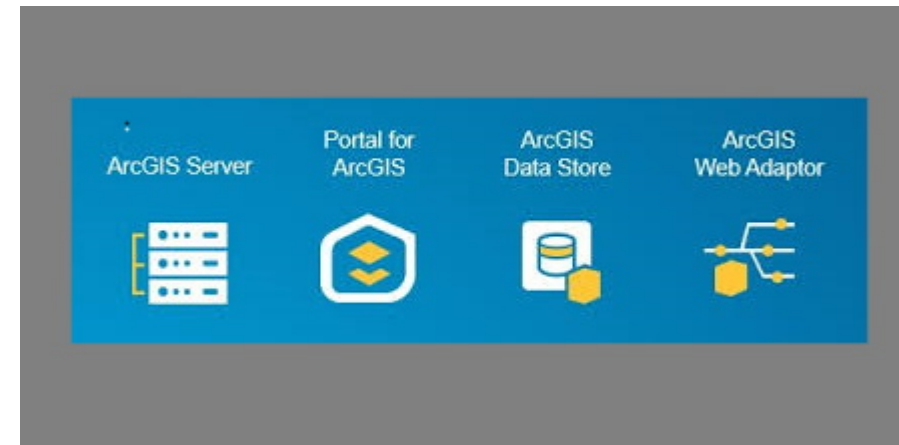 ArcGIS Server
Portal for
ArcGIS
ArcGIS
Data Store
ArcGIS
Web Adaptor